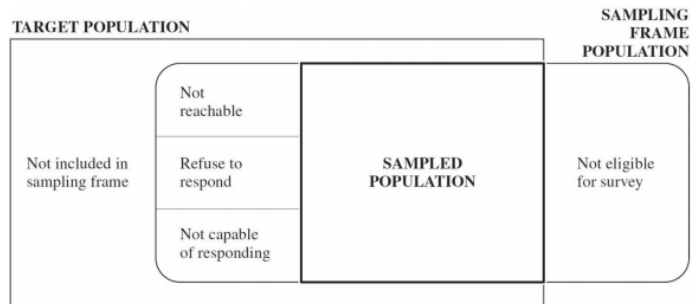 TARGET POPULATION
SAMPLING
FRAME
POPULATION
Not
reachable
Not included in
sampling frame
Refuse to
respond
SAMPLED
POPULATION
Not eligible
for survey
Not capable
of responding